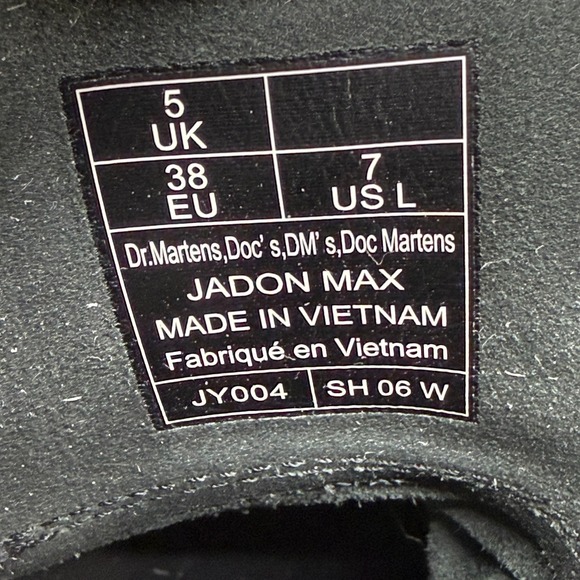 5
UK
38
EU
7
US L
Dr.Martens,Doc' s,DM' s,Doc Martens
JADON MAX
MADE IN VIETNAM
Fabriqué en Vietnam
JY004
SH 06 W